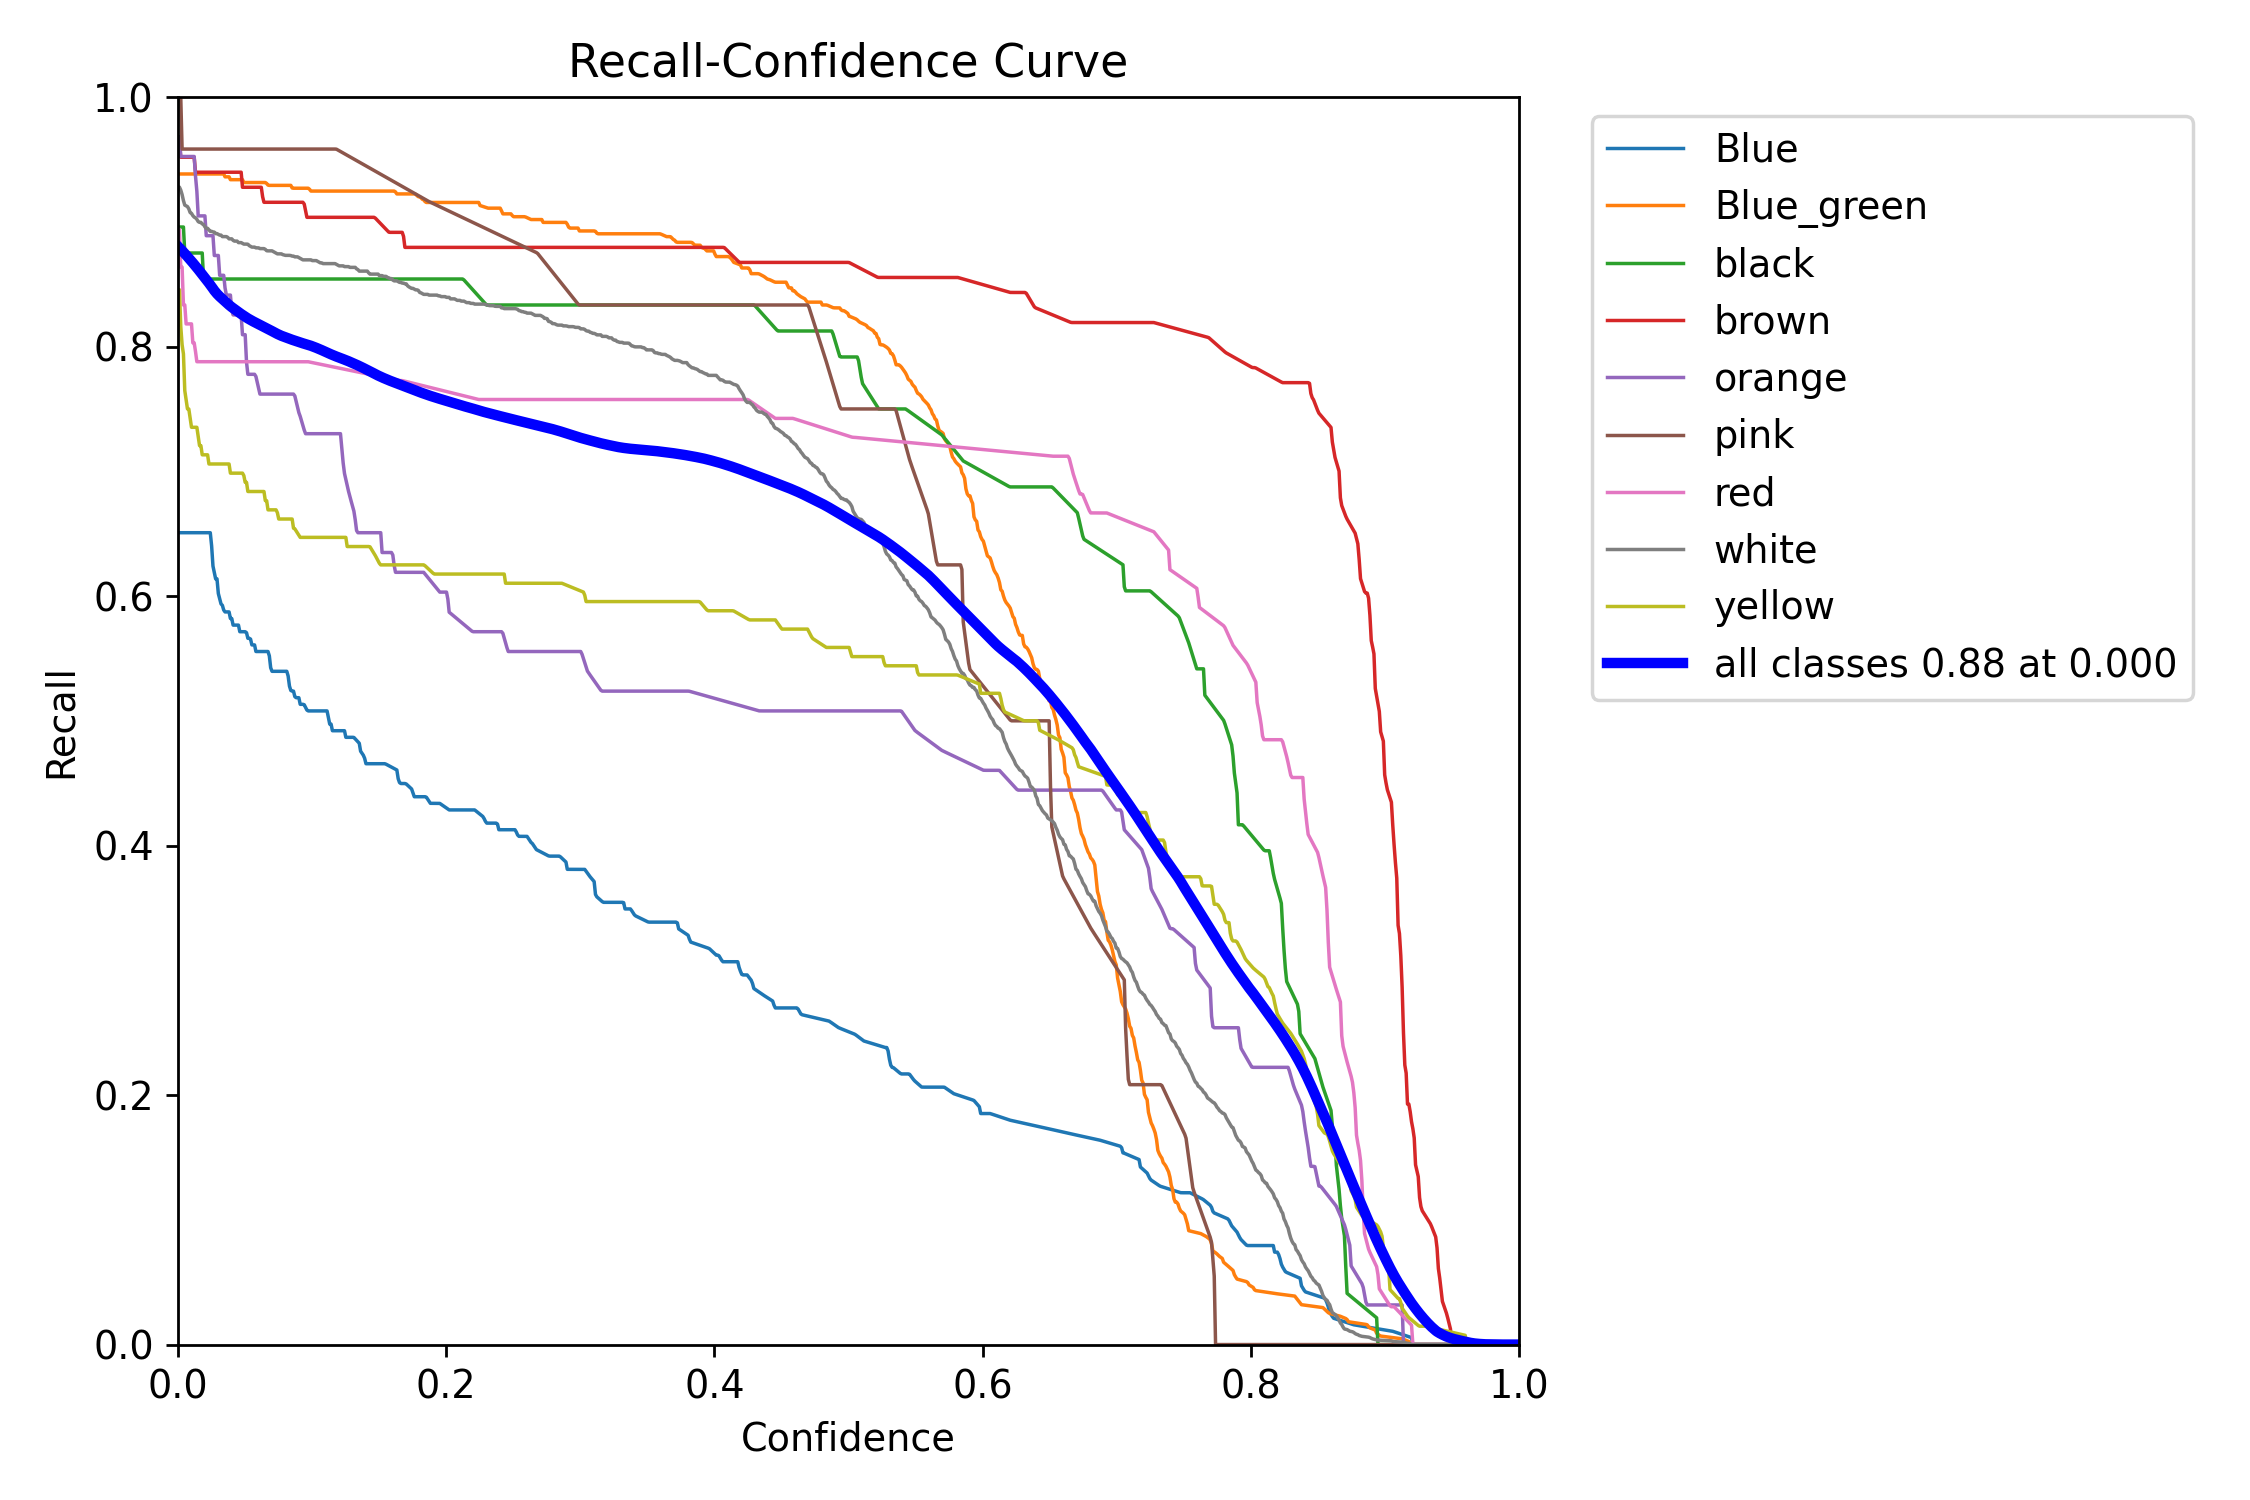 Recall-Confidence Curve
1.0
0.8
0.6
0.4
0.2
0.0
Recall
0.0 0.2 0.4 0.6 0.8 1.0
Confidence
Blue
Blue_green
black
brown
orange
pink
red
white
yellow
all classes 0.88 at 0.000